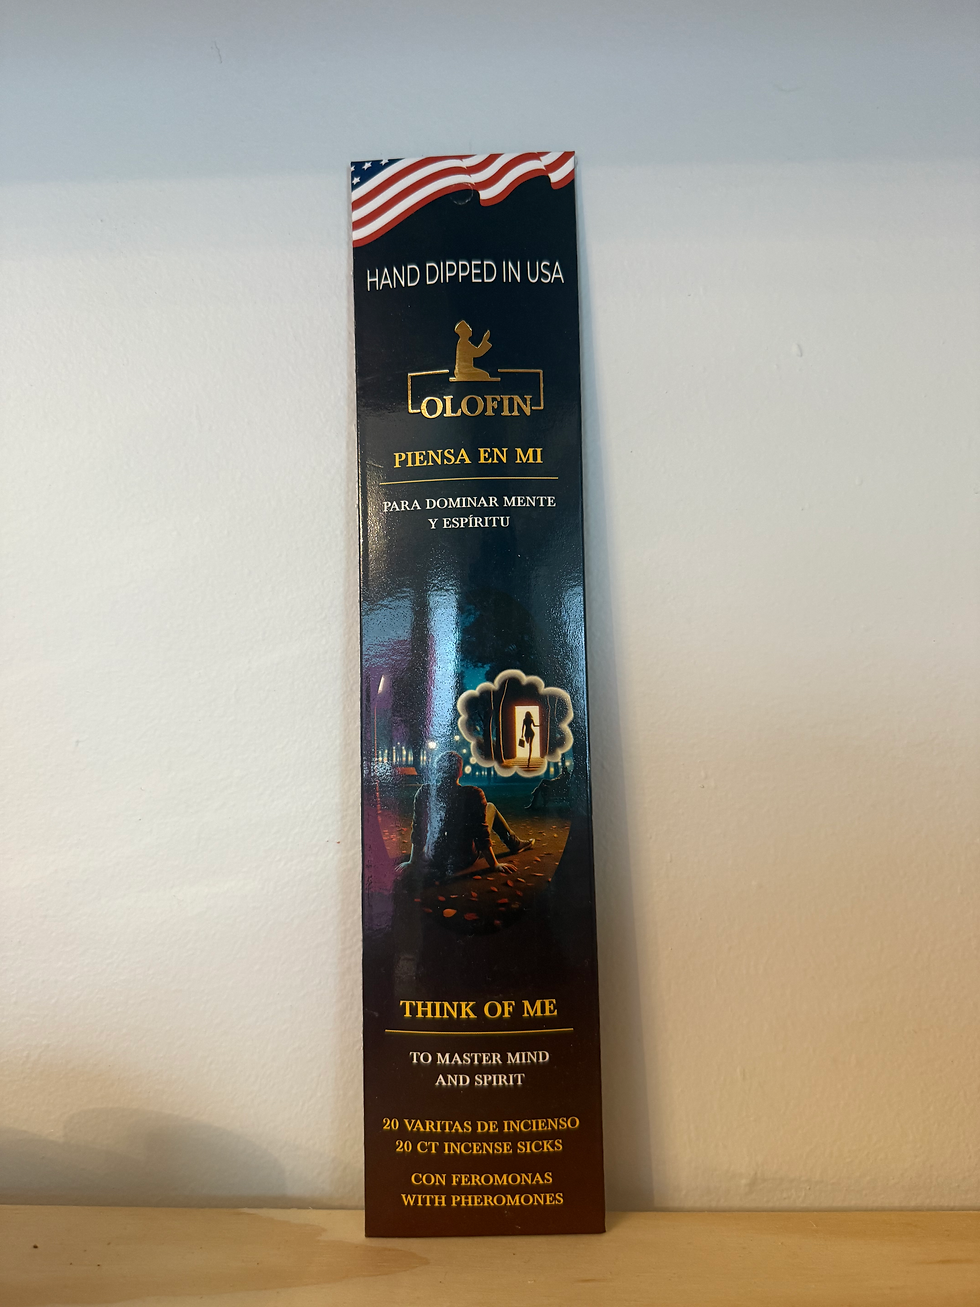 HAND DIPPED IN USA
OLOFIN
PIENSA EN MI
PARA DOMINAR MENTE
Y ESPÍRITU
THINK OF ME
TO MASTER MIND
AND SPIRIT
20 VARITAS DE INCIENSO
20 CT INCENSE SICKS
CON FEROMONAS
WITH PHEROMONES